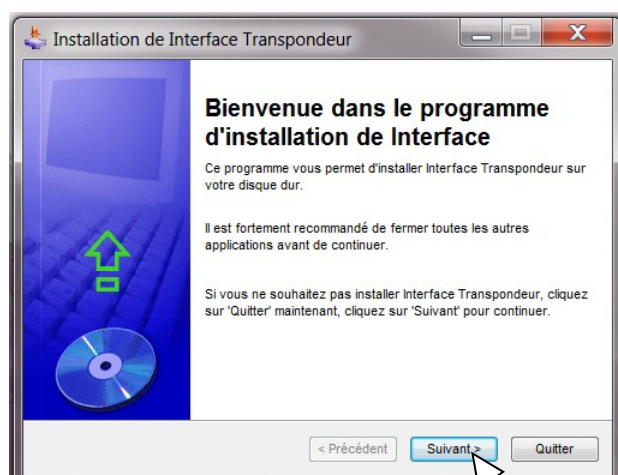 Installation de Interface Transpondeur
Bienvenue dans le programme
d'installation de Interface
Ce programme vous permet d'installer Interface Transpondeur sur
votre disque dur.
Il est fortement recommandé de fermer toutes les autres
applications avant de continuer.
Si vous ne souhaitez pas installer Interface Transpondeur, cliquez
sur 'Quitter' maintenant, cliquez sur 'Suivant' pour continuer.
< Précédent Suivant > Quitter